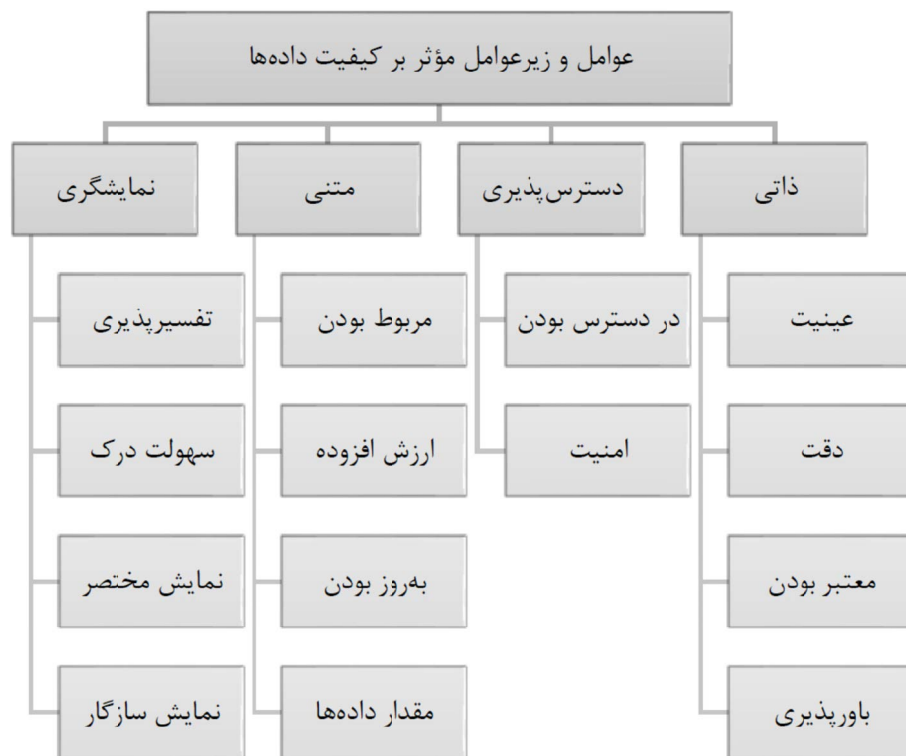 عوامل و زیرعوامل مؤثر بر کیفیت داده‌ها
ذاتی
دسترس‌پذیری
متنی
نمایشگری
عینیت
در دسترس بودن
مربوط بودن
تفسیرپذیری
دقت
امنیت
ارزش افزوده
سهولت درک
معتبر بودن
به‌روز بودن
نمایش مختصر
باورپذیری
مقدار داده‌ها
نمایش سازگار